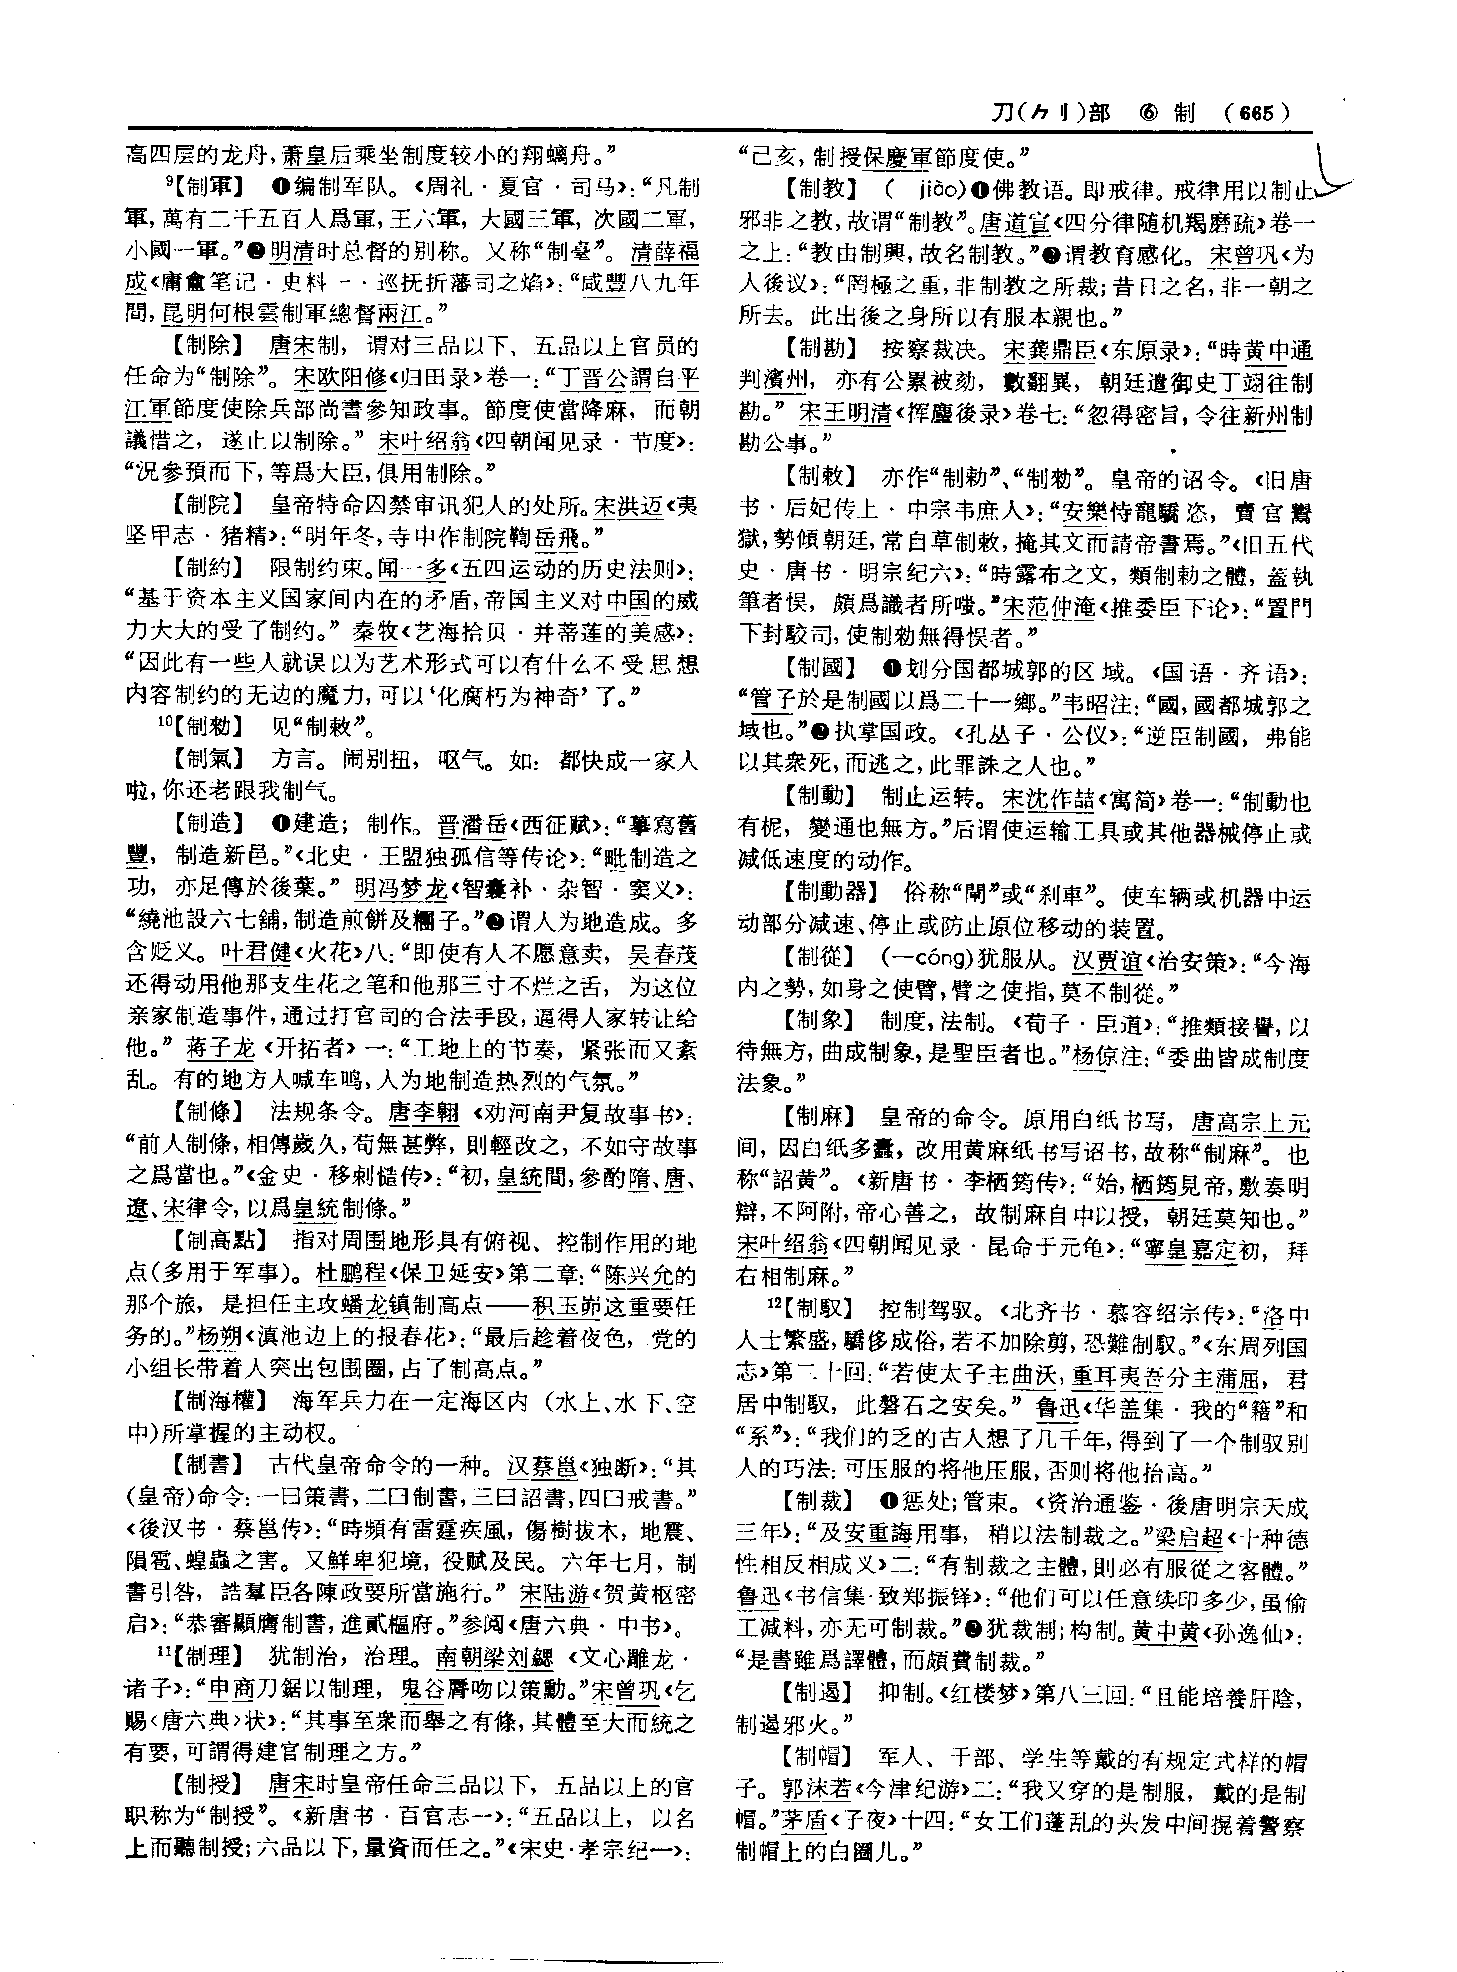 刀(⺈刂)部 ⑥ 制 (665)
高四层的龙舟，萧皇后乘坐制度较小的翔螭舟。”
⁹【制軍】 ❶编制军队。《周礼·夏官·司马》：“凡制
軍，萬有二千五百人爲軍，王六軍，大國三軍，次國二軍，
小國一軍。”❷明清时总督的别称。又称“制臺”。清薛福
成《庸盦笔记·史料一·巡抚折藩司之焰》：“咸豐八九年
間，昆明何根雲制軍總督兩江。”
【制除】 唐宋制，谓对三品以下、五品以上官员的
任命为“制除”。宋欧阳修《归田录》卷一：“丁晋公謂自平
江軍節度使除兵部尚書參知政事。節度使當降麻，而朝
議惜之，遂止以制除。”宋叶绍翁《四朝闻见录·节度》：
“况參預而下，等爲大臣，俱用制除。”
【制院】 皇帝特命囚禁审讯犯人的处所。宋洪迈《夷
坚甲志·猪精》：“明年冬，寺中作制院鞫岳飛。”
【制約】 限制约束。闻一多《五四运动的历史法则》：
“基于资本主义国家间内在的矛盾，帝国主义对中国的威
力大大的受了制约。”秦牧《艺海拾贝·并蒂莲的美感》：
“因此有一些人就误以为艺术形式可以有什么不受思想
内容制约的无边的魔力，可以‘化腐朽为神奇’了。”
¹⁰【制勑】 见“制敕”。
【制氣】 方言。闹别扭，呕气。如：都快成一家人
啦，你还老跟我制气。
【制造】 ❶建造；制作。晋潘岳《西征赋》：“摹寫舊
豐，制造新邑。”《北史·王盟独孤信等传论》：“毗制造之
功，亦足傳於後葉。”明冯梦龙《智囊补·杂智·窦义》：
“繞池設六七鋪，制造煎餅及糰子。”❷谓人为地造成。多
含贬义。叶君健《火花》八：“即使有人不愿意卖，吴春茂
还得动用他那支生花之笔和他那三寸不烂之舌，为这位
亲家制造事件，通过打官司的合法手段，逼得人家转让给
他。”蒋子龙《开拓者》一：“工地上的节奏，紧张而又紊
乱。有的地方人喊车鸣，人为地制造热烈的气氛。”
【制條】 法规条令。唐李翱《劝河南尹复故事书》：
“前人制條，相傳歲久，苟無甚弊，則輕改之，不如守故事
之爲當也。”《金史·移剌慥传》：“初，皇統間，參酌隋、唐、
遼、宋律令，以爲皇統制條。”
【制高點】 指对周围地形具有俯视、控制作用的地
点(多用于军事)。杜鹏程《保卫延安》第二章：“陈兴允的
那个旅，是担任主攻蟠龙镇制高点——积玉峁这重要任
务的。”杨朔《滇池边上的报春花》：“最后趁着夜色，党的
小组长带着人突出包围圈，占了制高点。”
【制海權】 海军兵力在一定海区内(水上、水下、空
中)所掌握的主动权。
【制書】 古代皇帝命令的一种。汉蔡邕《独断》：“其
(皇帝)命令：一曰策書，二曰制書，三曰詔書，四曰戒書。”
《後汉书·蔡邕传》：“時頻有雷霆疾風，傷樹拔木，地震、
隕雹、蝗蟲之害。又鮮卑犯境，役赋及民。六年七月，制
書引咎，誥羣臣各陳政要所當施行。”宋陆游《贺黄枢密
启》：“恭審顯膺制書，進貳樞府。”参阅《唐六典·中书》。
¹¹【制理】 犹制治，治理。南朝梁刘勰《文心雕龙·
诸子》：“申商刀鋸以制理，鬼谷脣吻以策勳。”宋曾巩《乞
赐〈唐六典〉状》：“其事至衆而舉之有條，其體至大而統之
有要，可謂得建官制理之方。”
【制授】 唐宋时皇帝任命三品以下，五品以上的官
职称为“制授”。《新唐书·百官志一》：“五品以上，以名
上而聽制授；六品以下，量資而任之。”《宋史·孝宗纪一》：
“己亥，制授保慶軍節度使。”
【制教】 ( jiào)❶佛教语。即戒律。戒律用以制止
邪非之教，故谓“制教”。唐道宣《四分律随机羯磨疏》卷一
之上：“教由制興，故名制教。”❷谓教育感化。宋曾巩《为
人後议》：“罔極之重，非制教之所裁；昔日之名，非一朝之
所去。此出後之身所以有服本親也。”
【制勘】 按察裁决。宋龚鼎臣《东原录》：“時黄中通
判濱州，亦有公累被劾，數翻異，朝廷遣御史丁翊往制
勘。”宋王明清《挥麈後录》卷七：“忽得密旨，令往新州制
勘公事。”
【制敕】 亦作“制勅”、“制勑”。皇帝的诏令。《旧唐
书·后妃传上·中宗韦庶人》：“安樂恃寵驕恣，賣官鬻
獄，勢傾朝廷，常自草制敕，掩其文而請帝書焉。”《旧五代
史·唐书·明宗纪六》：“時露布之文，類制勅之體，蓋執
筆者悮，頗爲識者所嗤。”宋范仲淹《推委臣下论》：“置門
下封駮司，使制勑無得悮者。”
【制國】 ❶划分国都城郭的区域。《国语·齐语》：
“管子於是制國以爲二十一鄉。”韦昭注：“國，國都城郭之
域也。”❷执掌国政。《孔丛子·公仪》：“逆臣制國，弗能
以其衆死，而逃之，此罪誅之人也。”
【制動】 制止运转。宋沈作喆《寓简》卷一：“制動也
有柅，變通也無方。”后谓使运输工具或其他器械停止或
减低速度的动作。
【制動器】 俗称“閘”或“刹車”。使车辆或机器中运
动部分减速、停止或防止原位移动的装置。
【制從】 (—cóng)犹服从。汉贾谊《治安策》：“今海
内之勢，如身之使臂，臂之使指，莫不制從。”
【制象】 制度，法制。《荀子·臣道》：“推類接譽，以
待無方，曲成制象，是聖臣者也。”杨倞注：“委曲皆成制度
法象。”
【制麻】 皇帝的命令。原用白纸书写，唐高宗上元
间，因白纸多蠹，改用黄麻纸书写诏书，故称“制麻”。也
称“詔黄”。《新唐书·李栖筠传》：“始，栖筠見帝，敷奏明
辯，不阿附，帝心善之，故制麻自中以授，朝廷莫知也。”
宋叶绍翁《四朝闻见录·昆命于元龟》：“寧皇嘉定初，拜
右相制麻。”
¹²【制馭】 控制驾驭。《北齐书·慕容绍宗传》：“洛中
人士繁盛，驕侈成俗，若不加除剪，恐難制馭。”《东周列国
志》第二十回：“若使太子主曲沃，重耳夷吾分主蒲屈，君
居中制馭，此磐石之安矣。”鲁迅《华盖集·我的“籍”和
“系”》：“我们的乏的古人想了几千年，得到了一个制驭别
人的巧法：可压服的将他压服，否则将他抬高。”
【制裁】 ❶惩处；管束。《资治通鉴·後唐明宗天成
三年》：“及安重誨用事，稍以法制裁之。”梁启超《十种德
性相反相成义》二：“有制裁之主體，則必有服從之客體。”
鲁迅《书信集·致郑振铎》：“他们可以任意续印多少，虽偷
工减料，亦无可制裁。”❷犹裁制；构制。黄中黄《孙逸仙》：
“是書雖爲譯體，而頗費制裁。”
【制遏】 抑制。《红楼梦》第八三回：“且能培養肝陰，
制遏邪火。”
【制帽】 军人、干部、学生等戴的有规定式样的帽
子。郭沫若《今津纪游》二：“我又穿的是制服，戴的是制
帽。”茅盾《子夜》十四：“女工们蓬乱的头发中间搅着警察
制帽上的白圈儿。”